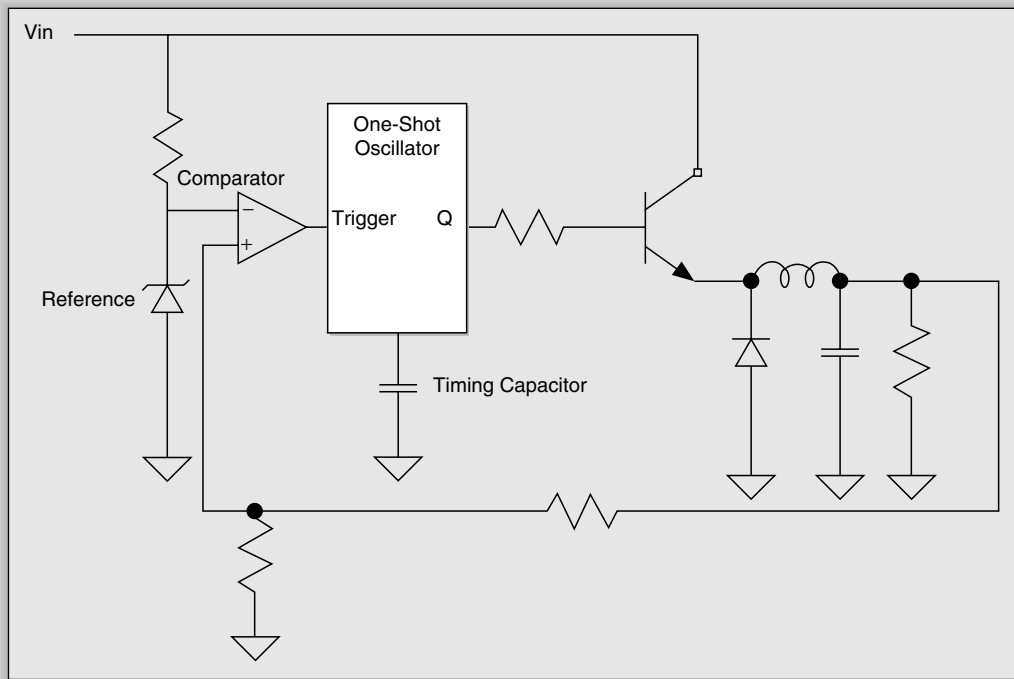 Vin
One-Shot
Oscillator
Comparator
−
+
Trigger
Q
Reference
Timing Capacitor